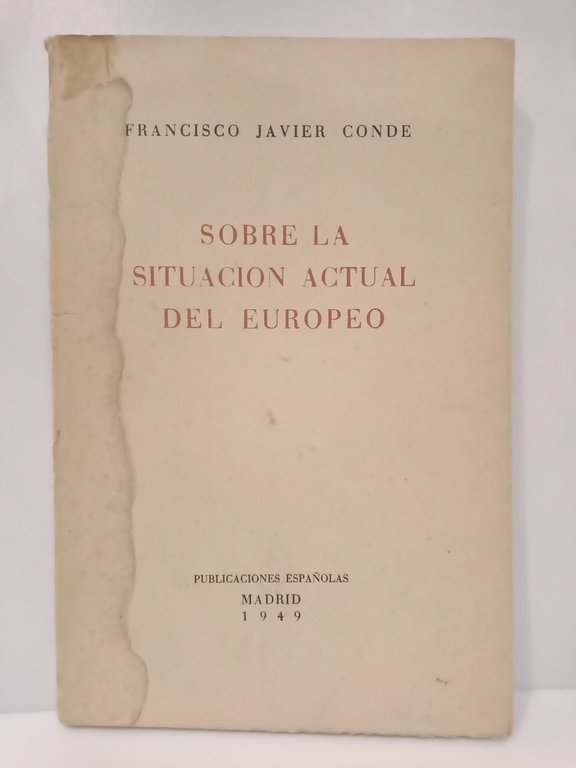 FRANCISCO JAVIER CONDE
SOBRE LA
SITUACION ACTUAL
DEL EUROPEO
PUBLICACIONES ESPAÑOLAS
MADRID
1949